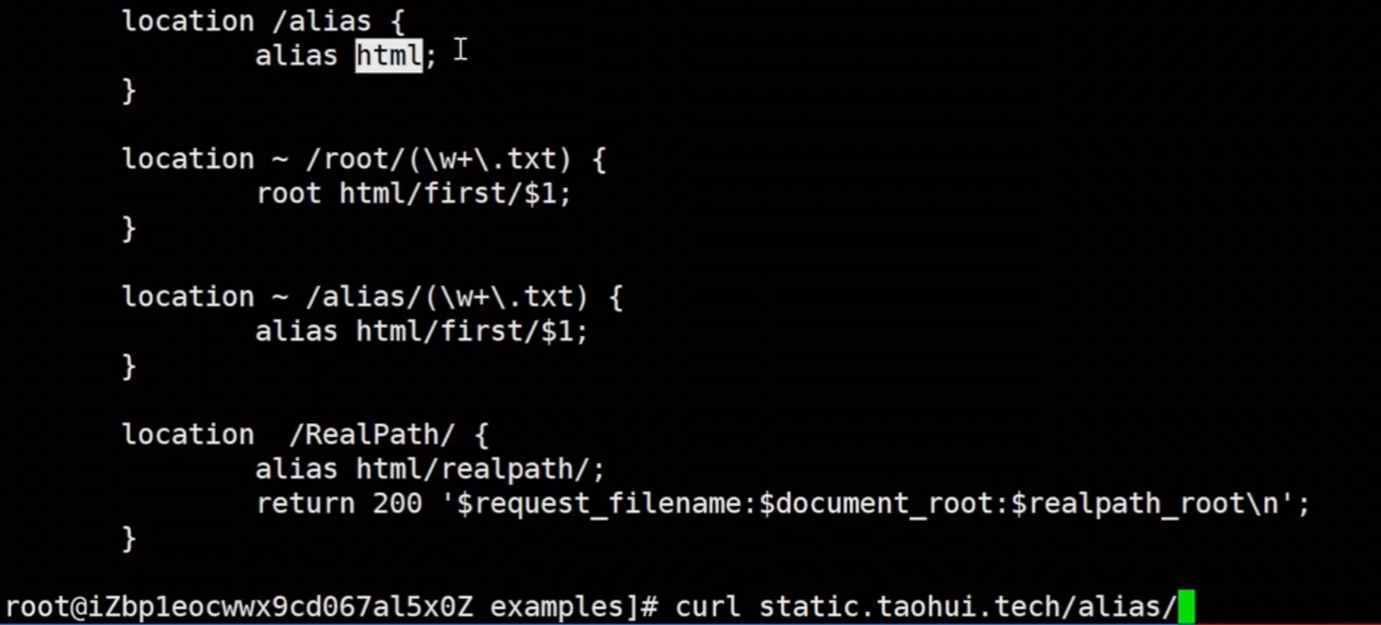 location /alias {
alias html;
}
location ~ /root/(\w+\.txt) {
root html/first/$1;
}
location ~ /alias/(\w+\.txt) {
alias html/first/$1;
}
location  /RealPath/ {
alias html/realpath/;
return 200 '$request_filename:$document_root:$realpath_root\n';
}
root@iZbp1eocwwx9cd067al5x0Z examples]# curl static.taohui.tech/alias/